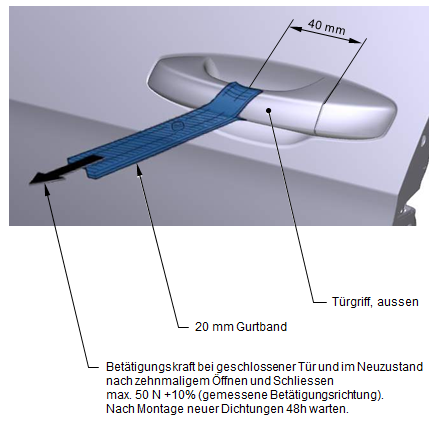 40 mm
Türgriff, aussen
20 mm Gurtband
Betätigungskraft bei geschlossener Tür und im Neuzustand
nach zehnmaligem Öffnen und Schliessen
max. 50 N +10% (gemessene Betätigungsrichtung).
Nach Montage neuer Dichtungen 48h warten.